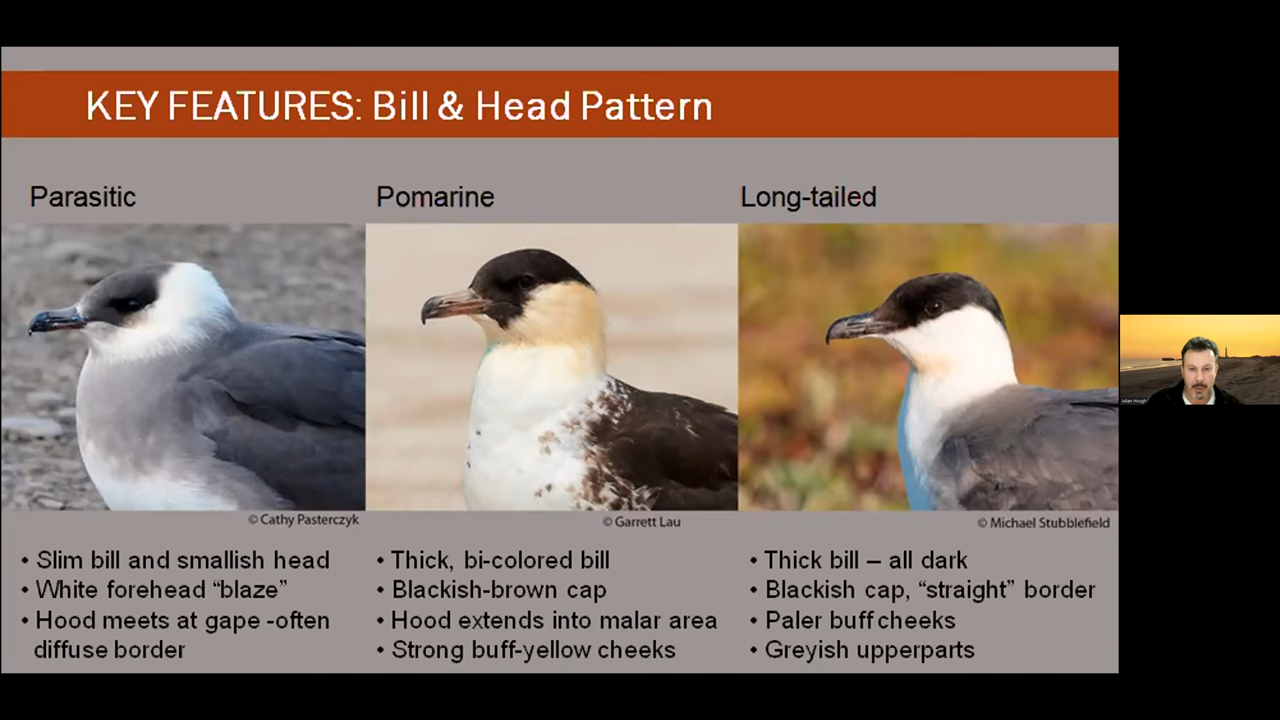 KEY FEATURES: Bill & Head Pattern
Parasitic
Pomarine
Long-tailed
© Cathy Pasterczyk
© Garrett Lau
© Michael Stubblefield
• Slim bill and smallish head
• White forehead “blaze”
• Hood meets at gape -often
diffuse border
• Thick, bi-colored bill
• Blackish-brown cap
• Hood extends into malar area
• Strong buff-yellow cheeks
• Thick bill – all dark
• Blackish cap, “straight” border
• Paler buff cheeks
• Greyish upperparts
Julian Hough